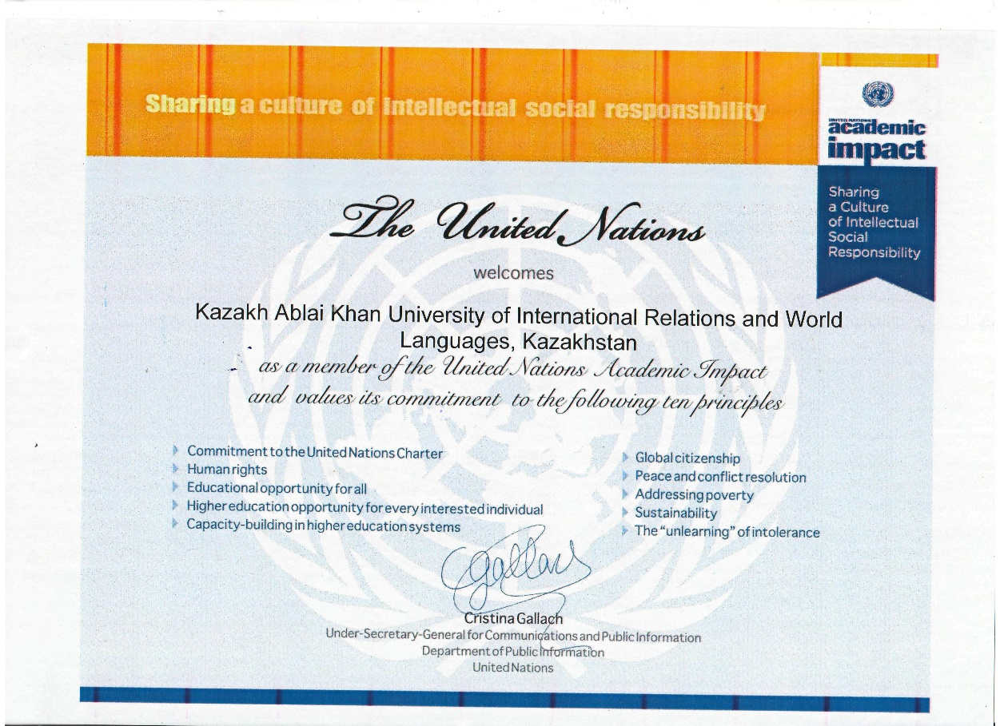 Sharing a culture of intellectual social responsibility
UNITED NATIONS
academic
impact
Sharing
a Culture
of Intellectual
Social
Responsibility
The United Nations
welcomes
Kazakh Ablai Khan University of International Relations and World
Languages, Kazakhstan
as a member of the United Nations Academic Impact
and values its commitment to the following ten principles
Commitment to the United Nations Charter
Human rights
Educational opportunity for all
Higher education opportunity for every interested individual
Capacity-building in higher education systems
Global citizenship
Peace and conflict resolution
Addressing poverty
Sustainability
The “unlearning” of intolerance
CGallach
Cristina Gallach
Under-Secretary-General for Communications and Public Information
Department of Public Information
United Nations